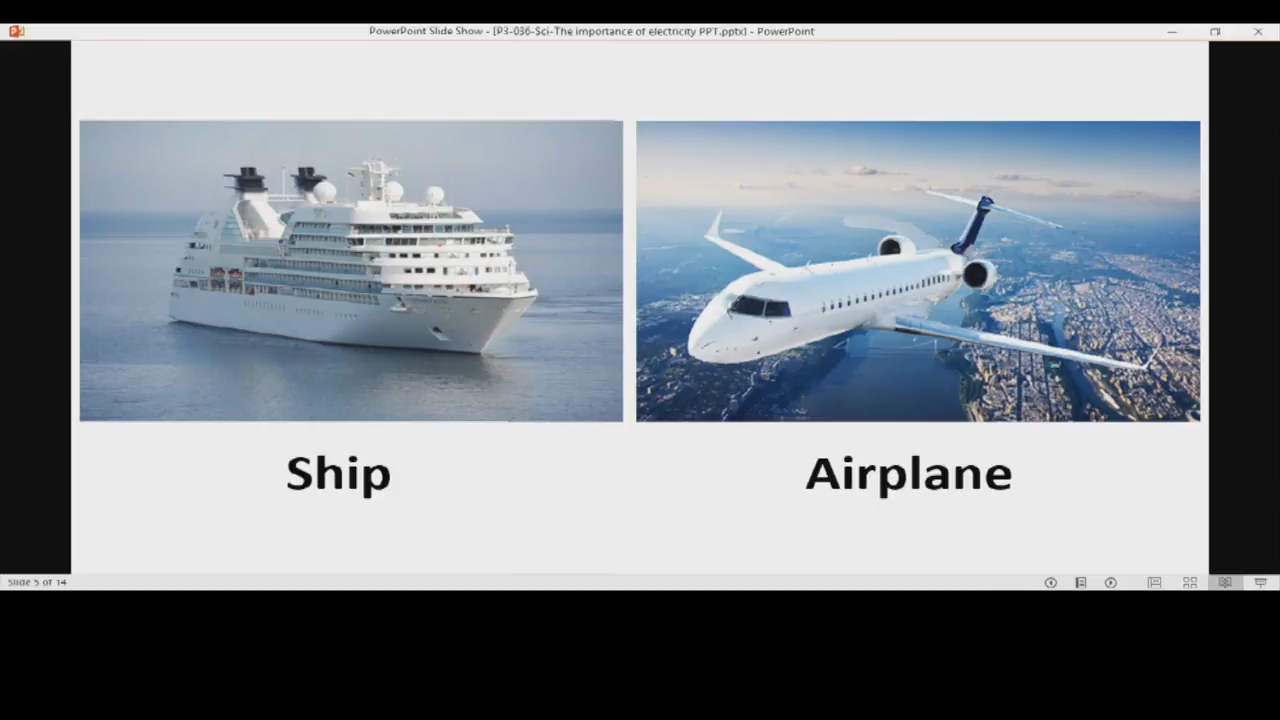 PowerPoint Slide Show - [P3-036-Sci-The importance of electricity PPT.pptx] - PowerPoint
Ship
Airplane
Slide 5 of 14